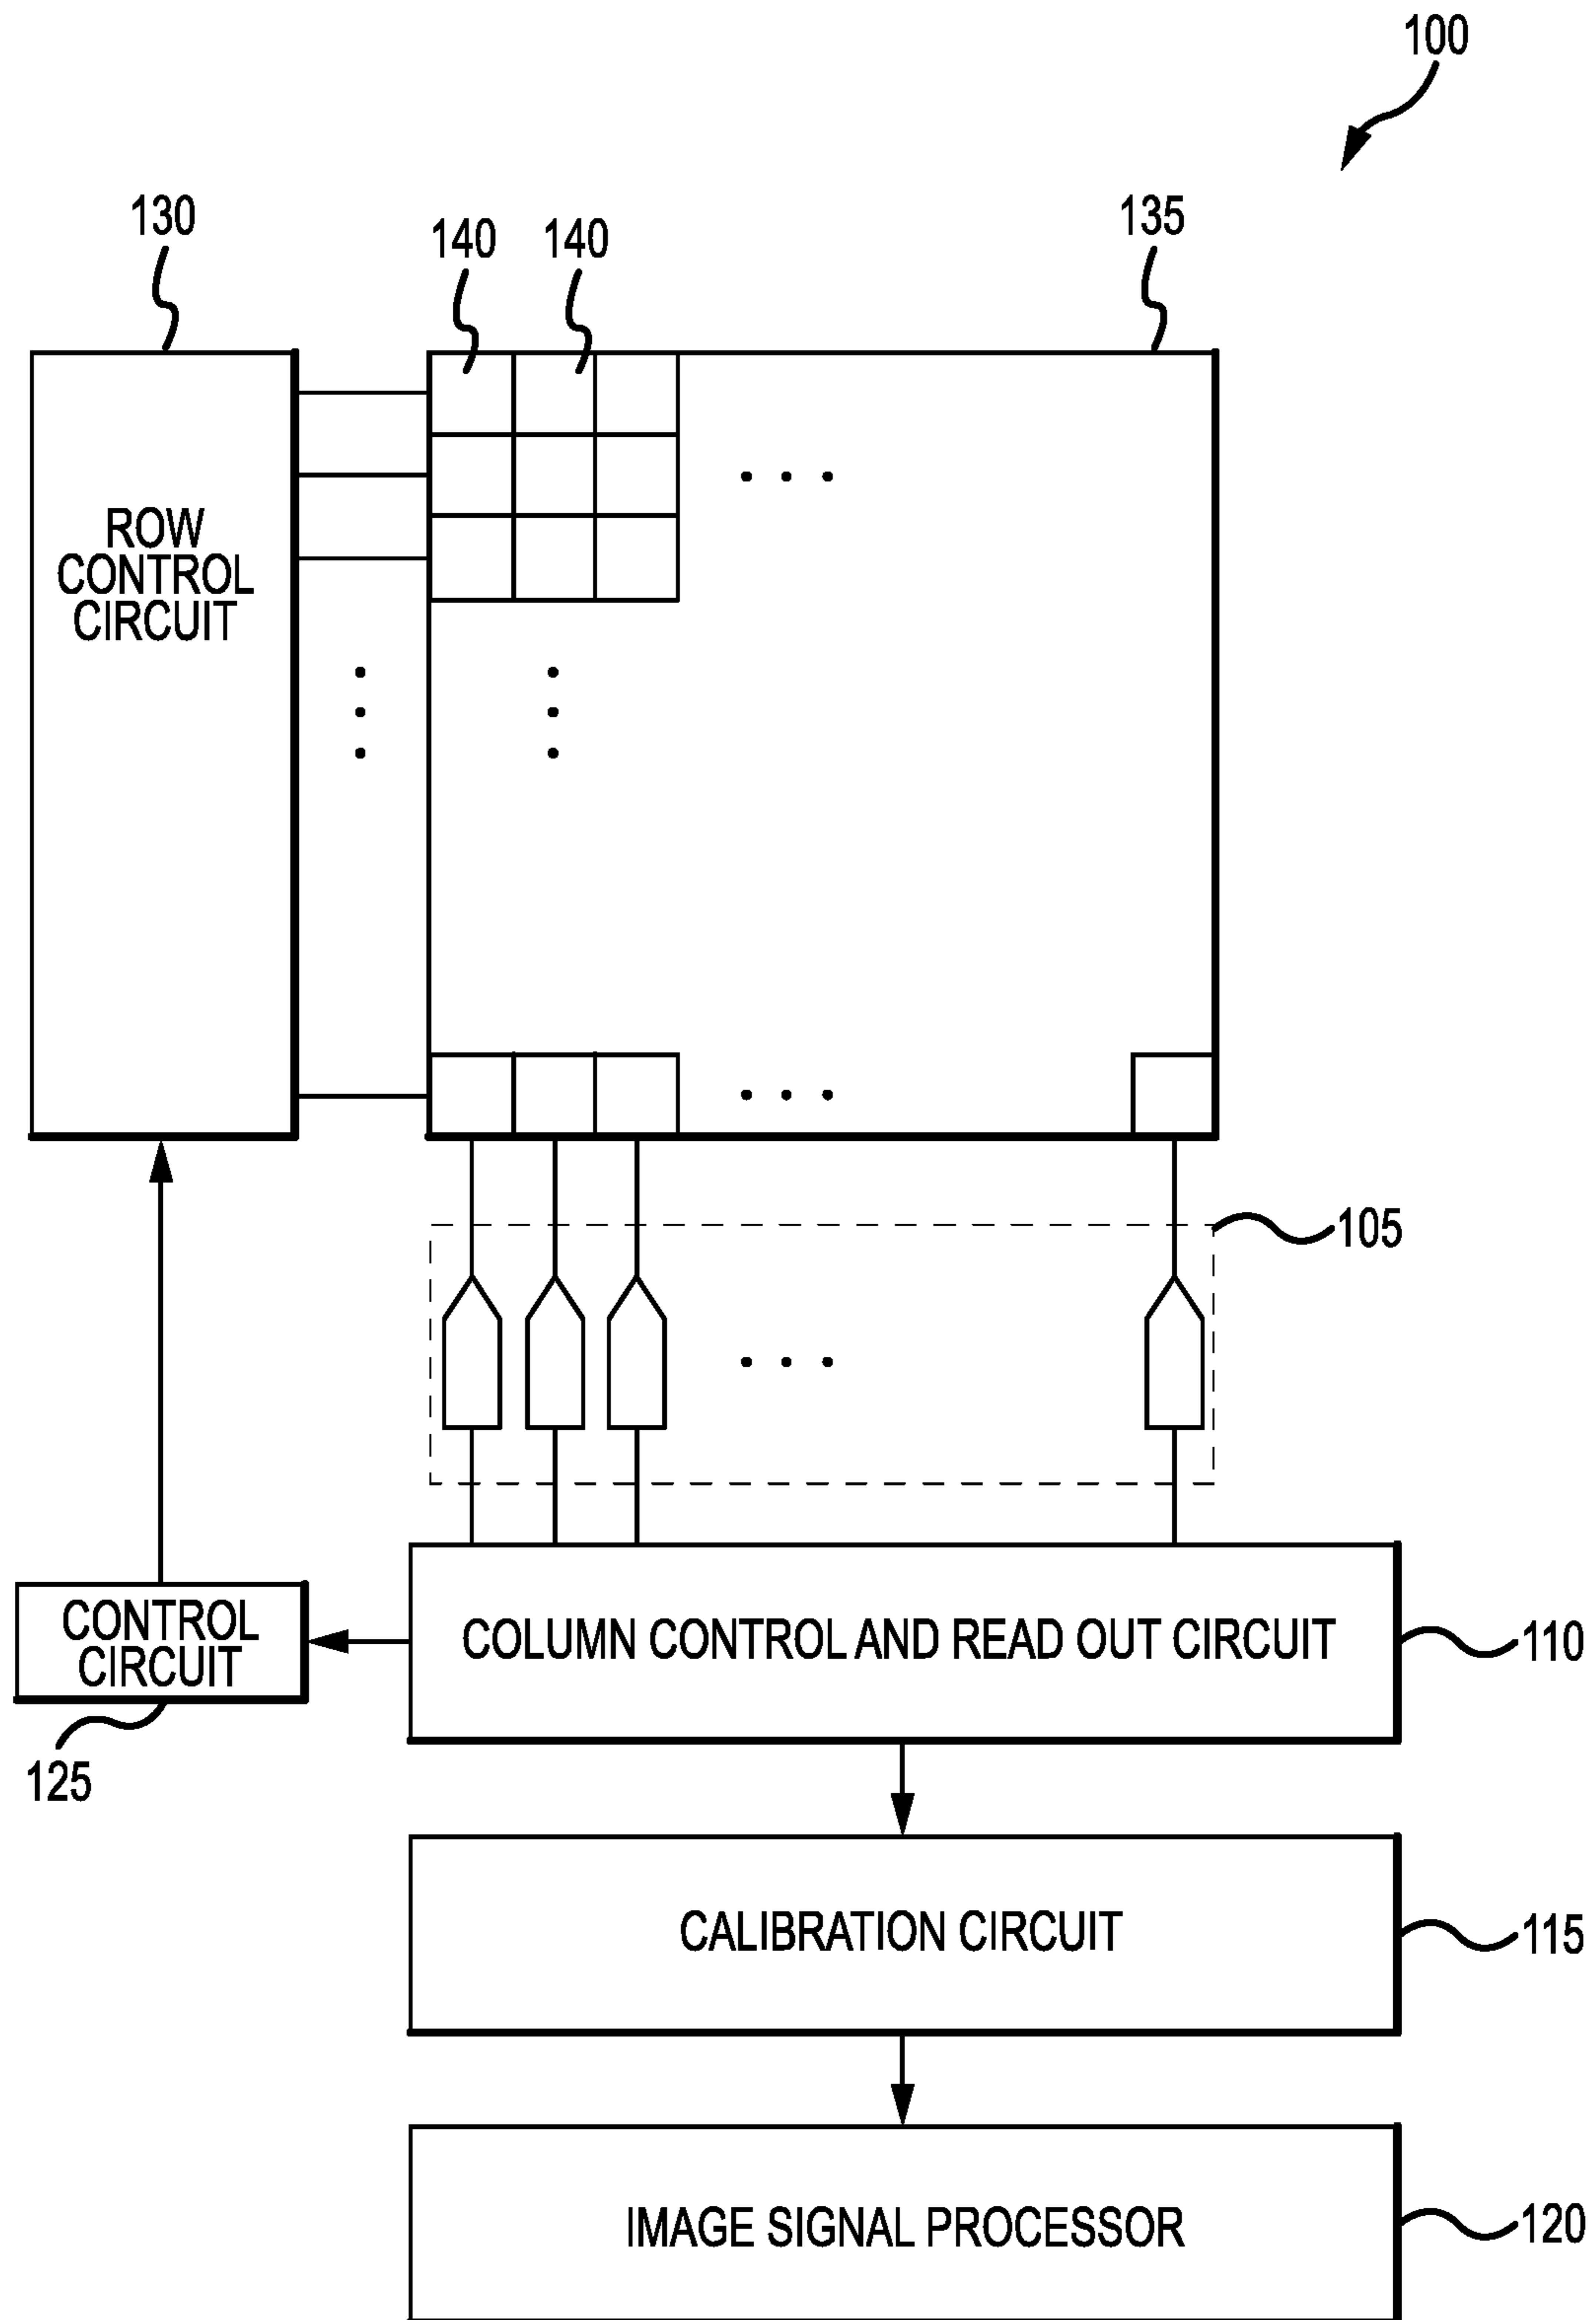 100
130
140 140
135
ROW
CONTROL
CIRCUIT
105
CONTROL
CIRCUIT
COLUMN CONTROL AND READ OUT CIRCUIT
110
125
CALIBRATION CIRCUIT
115
IMAGE SIGNAL PROCESSOR
120